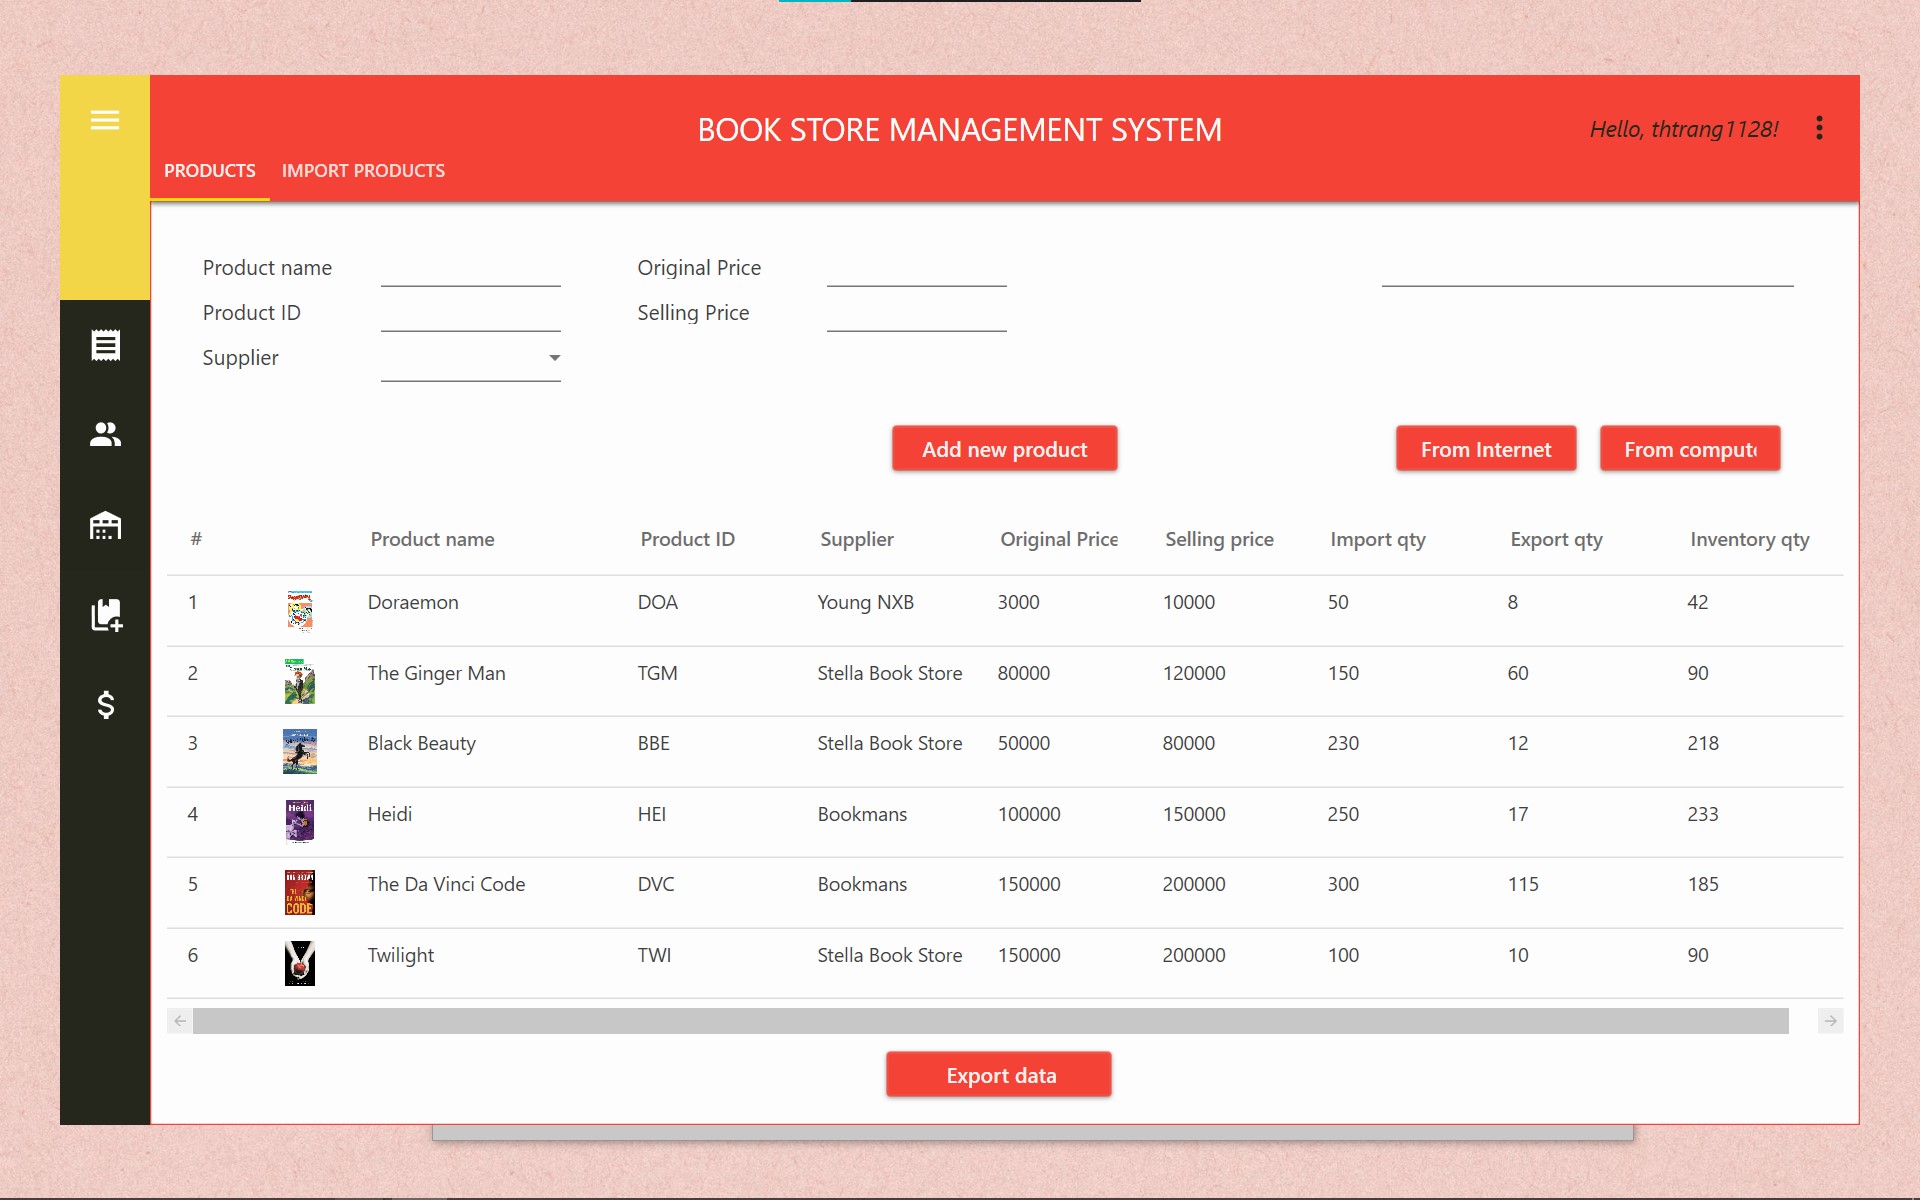 BOOK STORE MANAGEMENT SYSTEM
Hello, thtrang1128!
PRODUCTS IMPORT PRODUCTS
Product name Original Price
Product ID Selling Price
Supplier
Add new product From Internet From compute
# Product name Product ID Supplier Original Price Selling price Import qty Export qty Inventory qty
1 Doraemon DOA Young NXB 3000 10000 50 8 42
2 The Ginger Man TGM Stella Book Store 80000 120000 150 60 90
3 Black Beauty BBE Stella Book Store 50000 80000 230 12 218
4 Heidi Heidi HEI Bookmans 100000 150000 250 17 233
5 The Da Vinci Code DVC Bookmans 150000 200000 300 115 185
6 Twilight TWI Stella Book Store 150000 200000 100 10 90
Export data